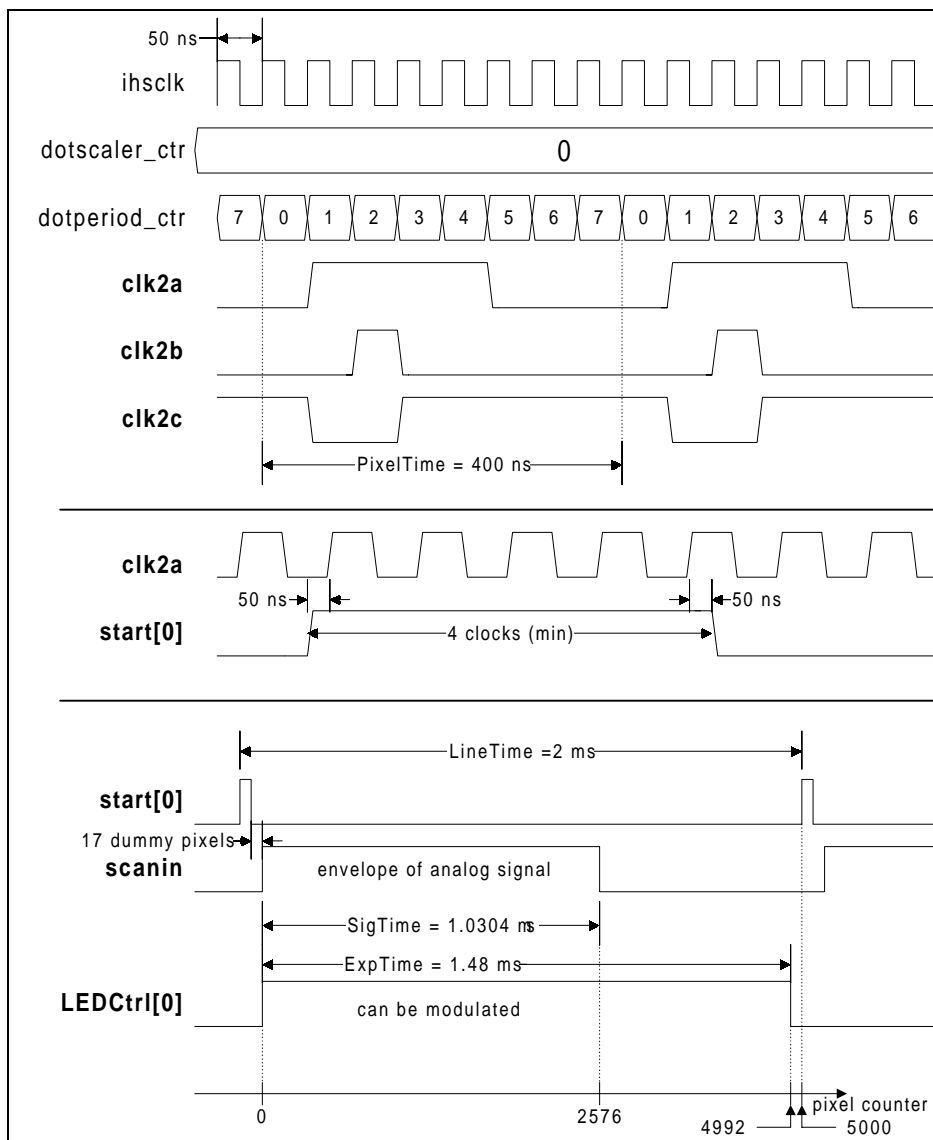 50 ns
ihsclk
dotscaler_ctr 0
dotperiod_ctr 7 0 1 2 3 4 5 6 7 0 1 2 3 4 5 6
clk2a
clk2b
clk2c
PixelTime = 400 ns
clk2a
50 ns 50 ns
start[0] 4 clocks (min)
LineTime =2 ms
start[0]
17 dummy pixels
scanin envelope of analog signal
SigTime = 1.0304 ms
ExpTime = 1.48 ms
LEDCtrl[0] can be modulated
pixel counter
0 2576 4992 5000